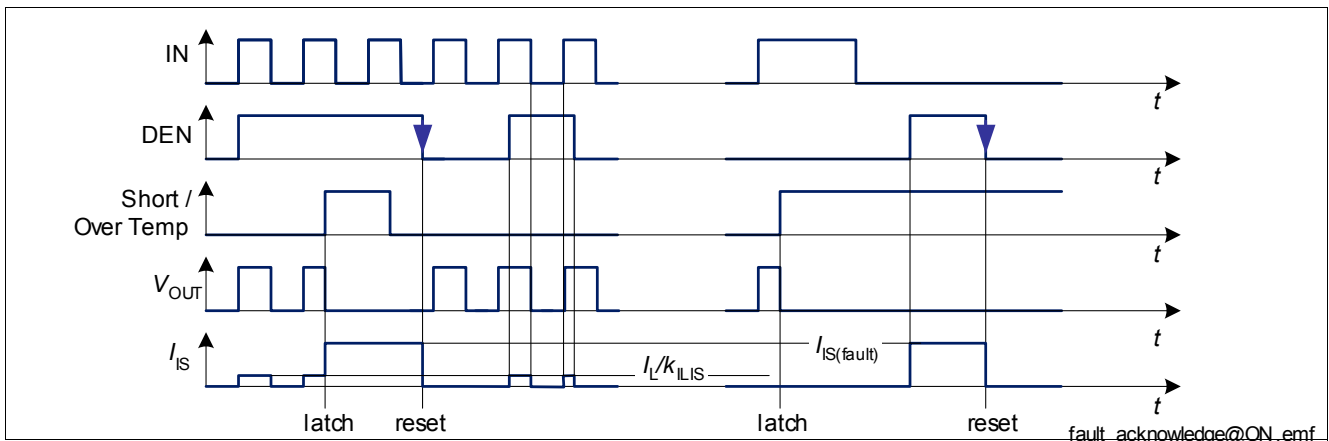 IN
t
DEN
t
Short /
Over Temp
t
VOUT
t
IIS
IL/kILIS
IIS(fault)
t
latch
reset
latch
reset
fault_acknowledge@ON.emf